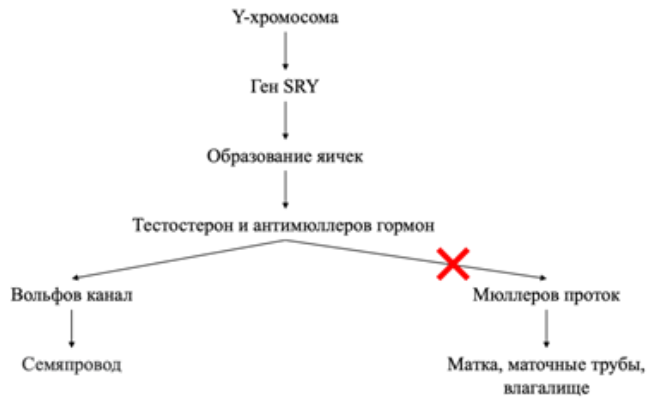 Y-хромосома
Ген SRY
Образование яичек
Тестостерон и антимюллеров гормон
Вольфов канал
Мюллеров проток
Семяпровод
Матка, маточные трубы,
влагалище